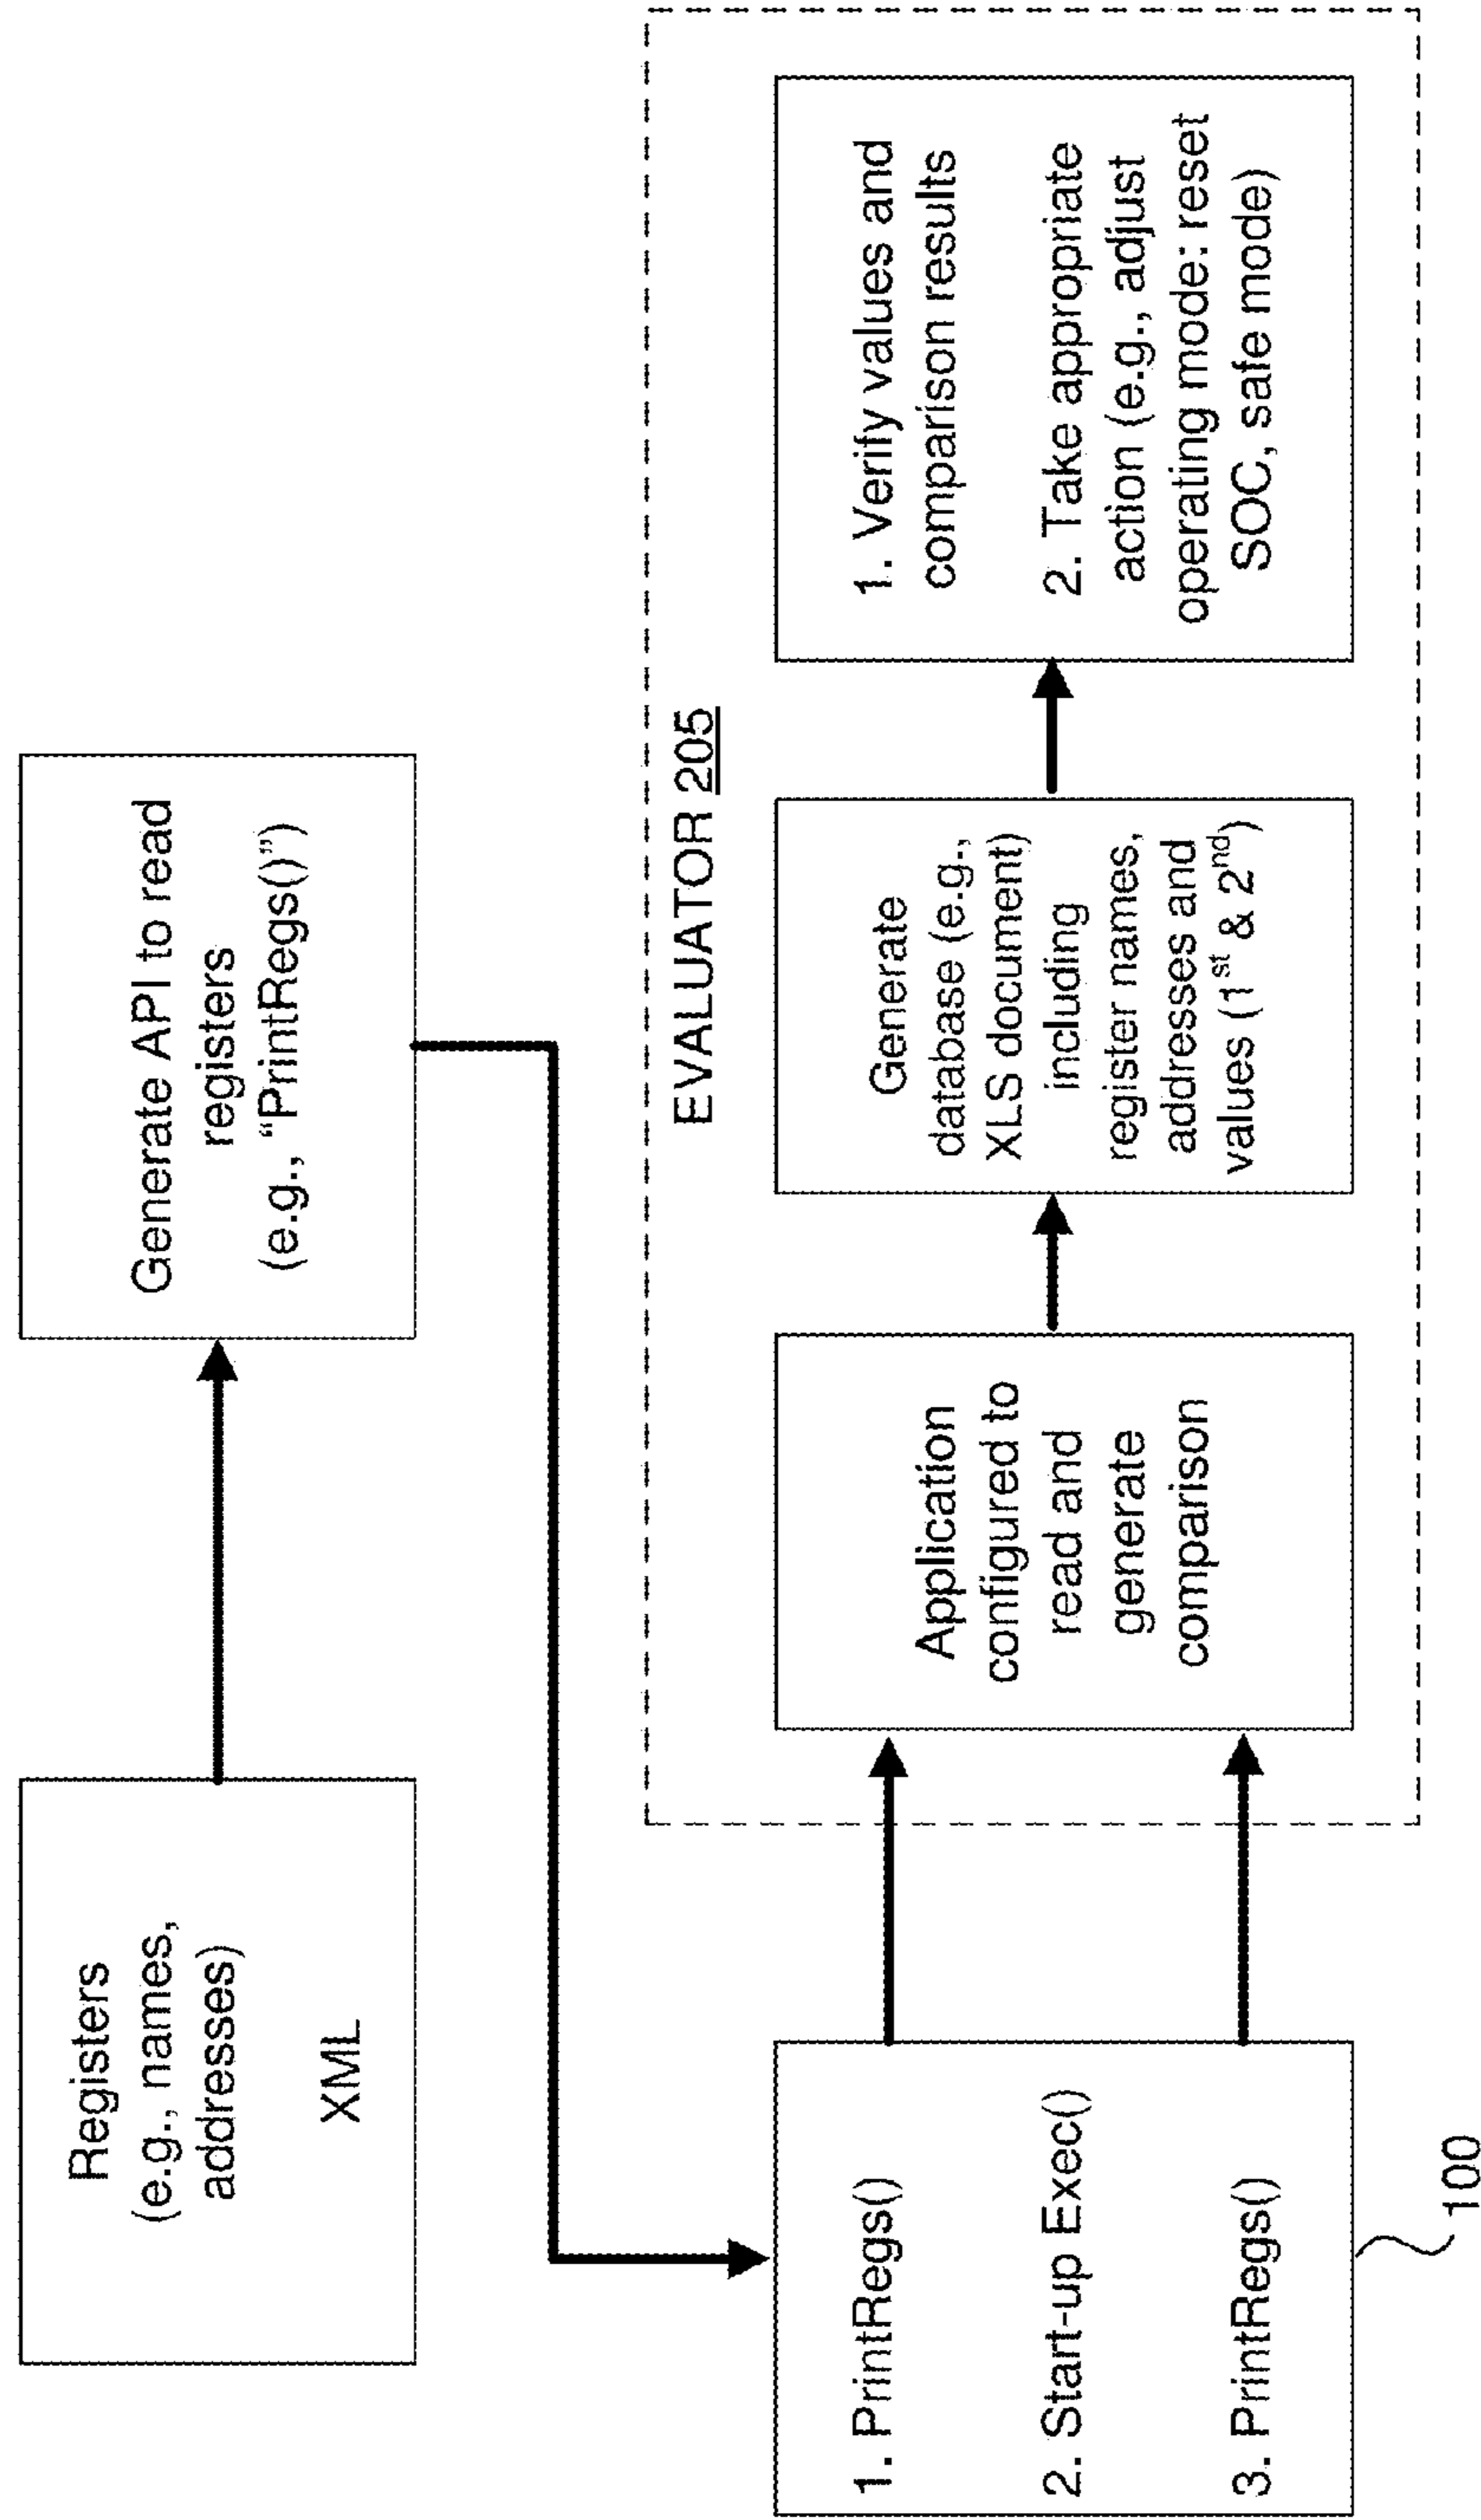 Registers
(e.g., names,
addresses)
XML
Generate API to read
registers
(e.g., “PrintRegs()”)
1. PrintRegs()
2. Start-up Exec()
3. PrintRegs()
100
EVALUATOR 205
Application
configured to
read and
generate
comparison
Generate
database (e.g.,
XLS document)
including
register names,
addresses and
values (1st & 2nd)
1. Verify values and
comparison results
2. Take appropriate
action (e.g., adjust
operating mode: reset
SOC, safe mode)